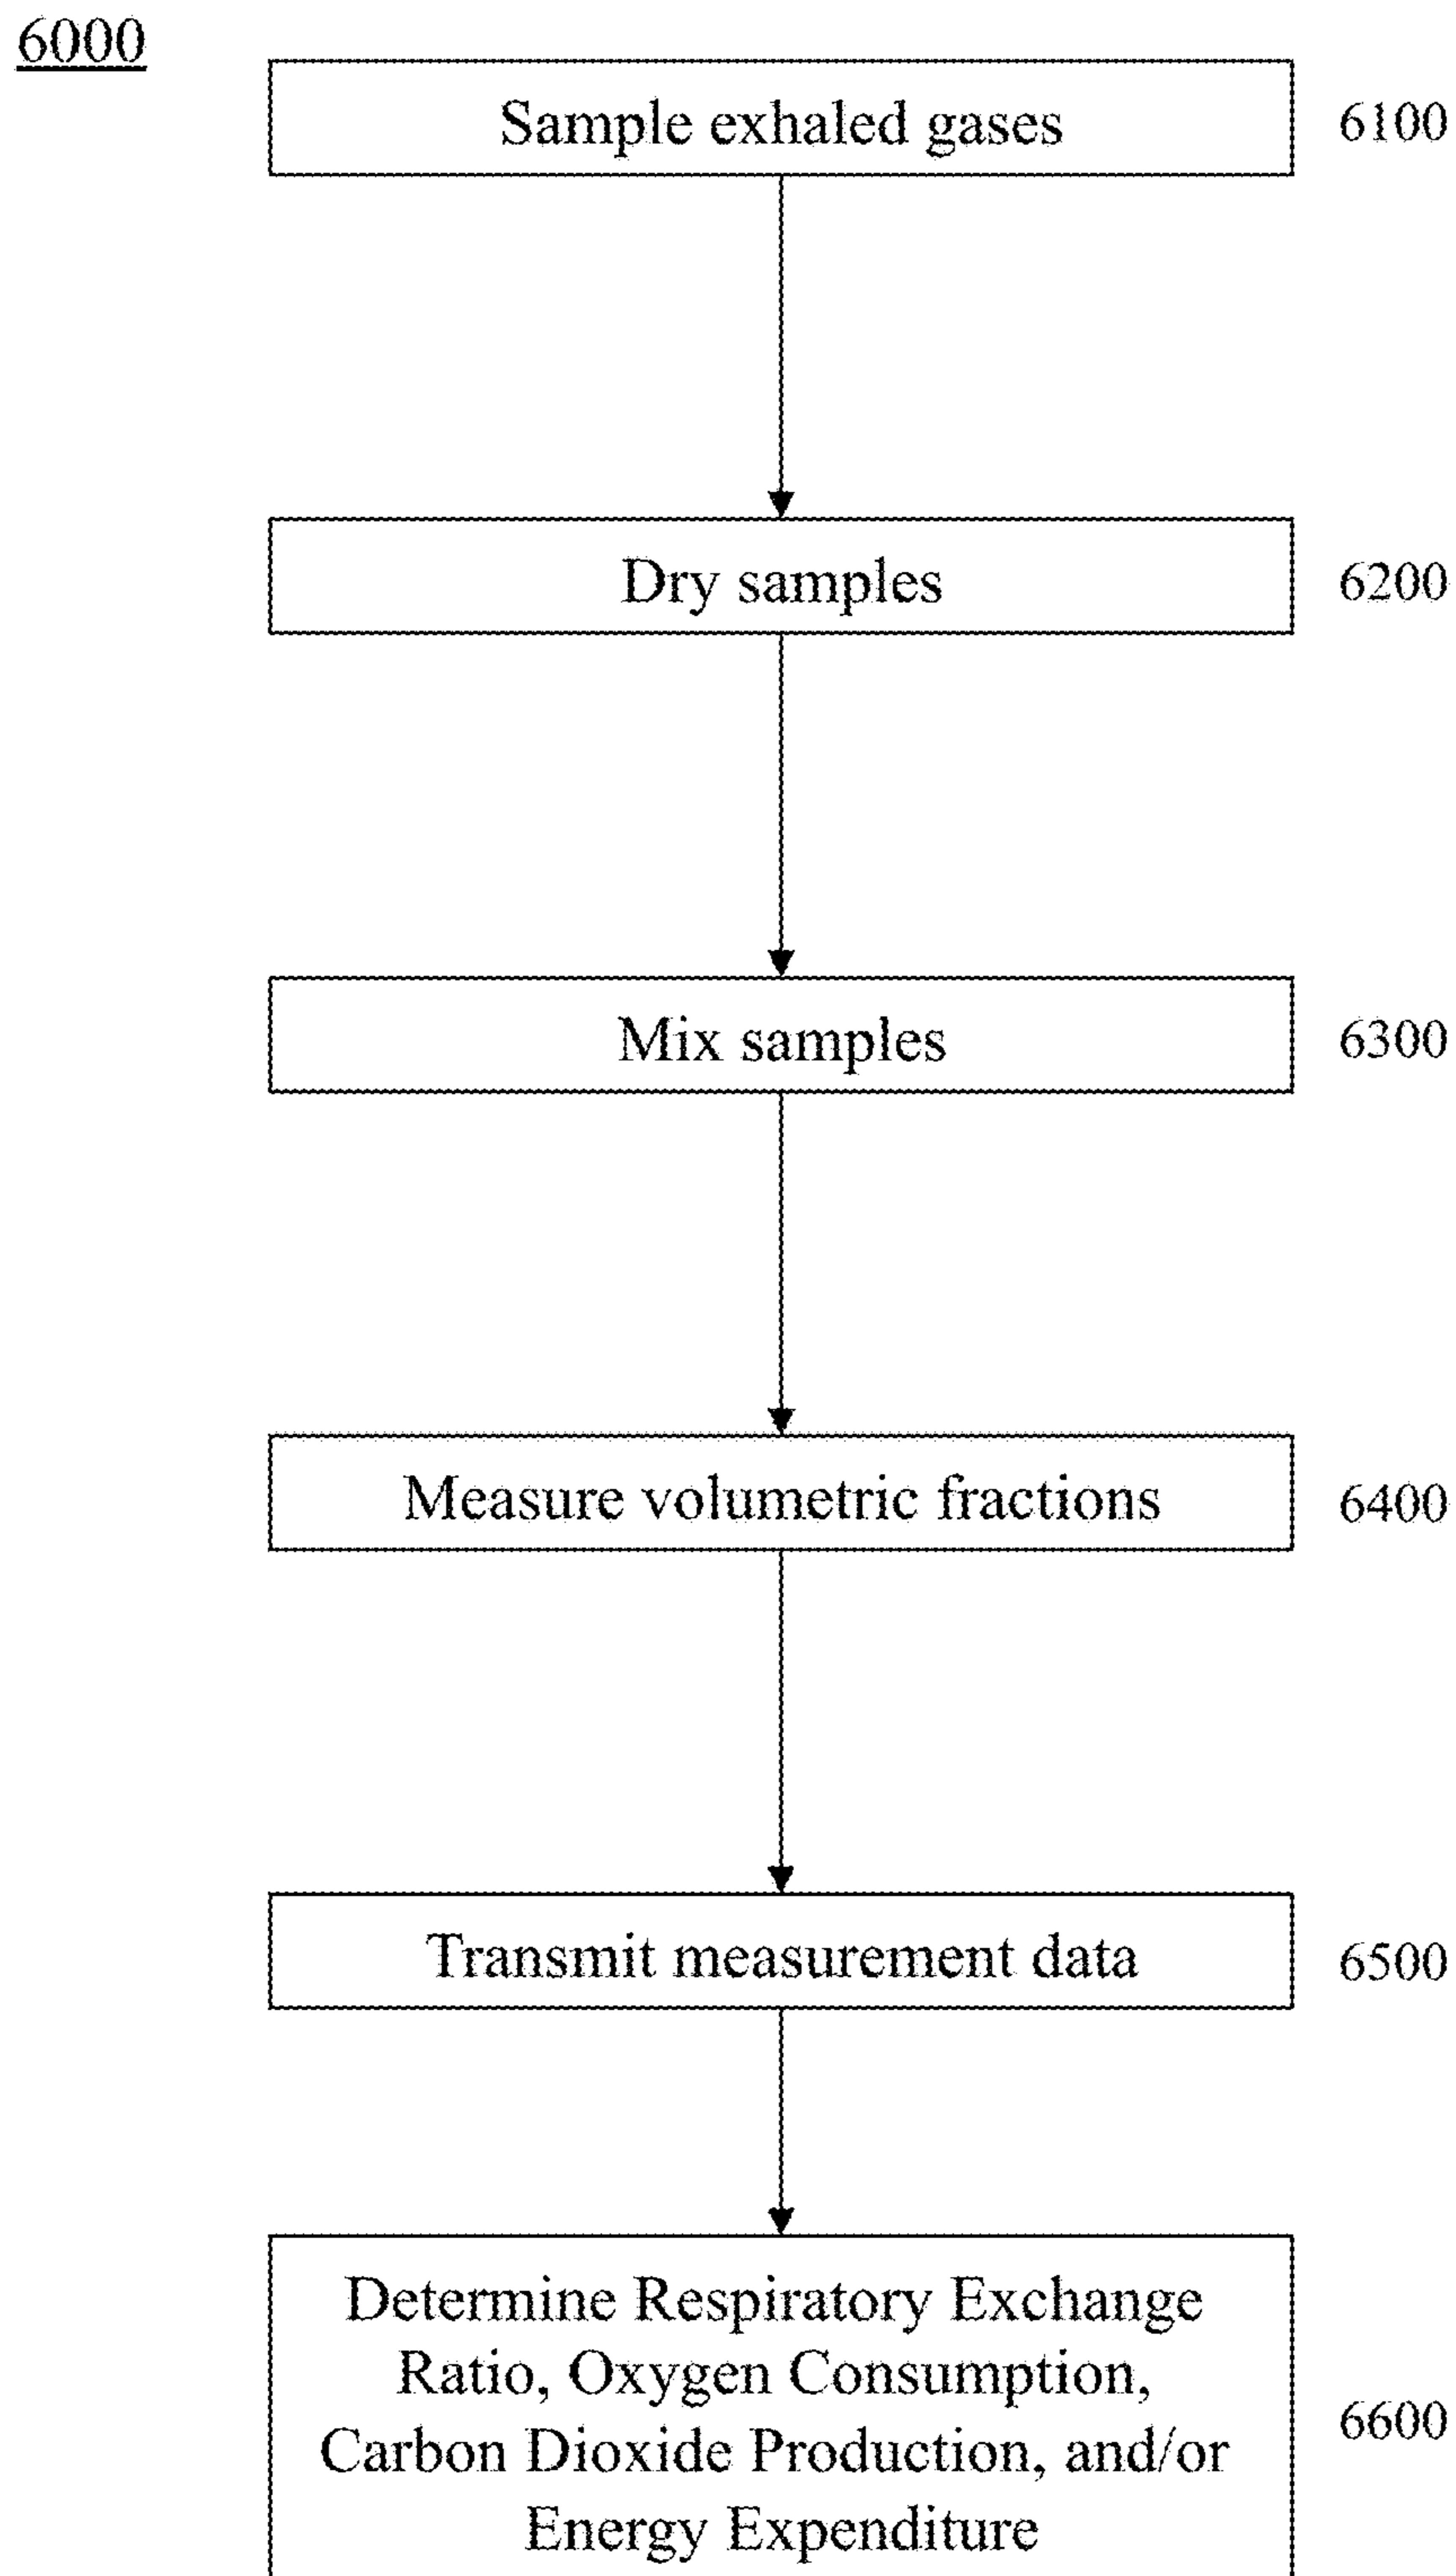 6000
Sample exhaled gases 6100
Dry samples 6200
Mix samples 6300
Measure volumetric fractions 6400
Transmit measurement data 6500
Determine Respiratory Exchange
Ratio, Oxygen Consumption,
Carbon Dioxide Production, and/or
Energy Expenditure
6600